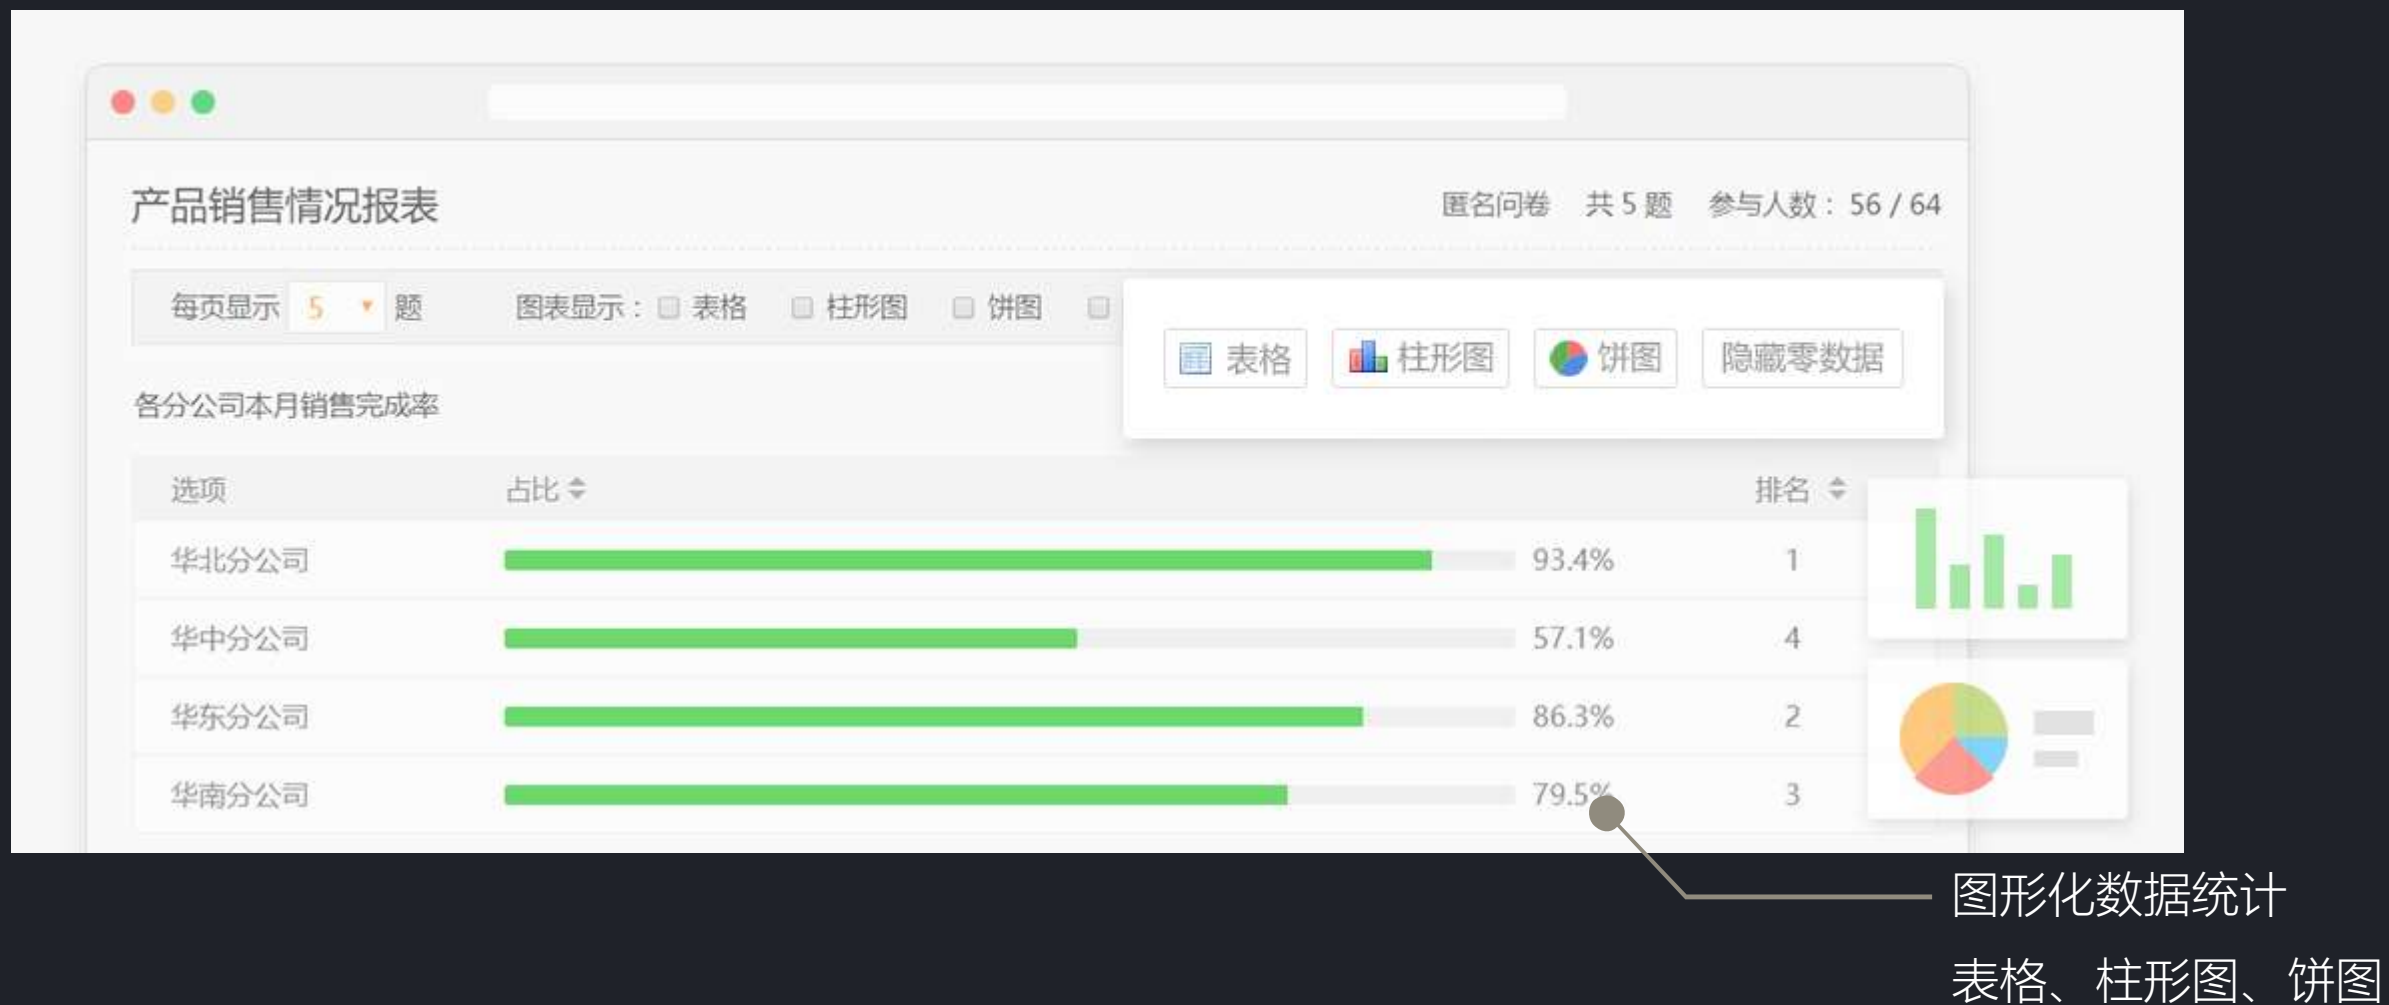 产品销售情况报表
匿名问卷 共 5 题 参与人数：56 / 64
每页显示 5 题 图表显示：表格 柱形图 饼图
表格 柱形图 饼图 隐藏零数据
各分公司本月销售完成率
选项 占比 排名
华北分公司 93.4% 1
华中分公司 57.1% 4
华东分公司 86.3% 2
华南分公司 79.5% 3
图形化数据统计
表格、柱形图、饼图